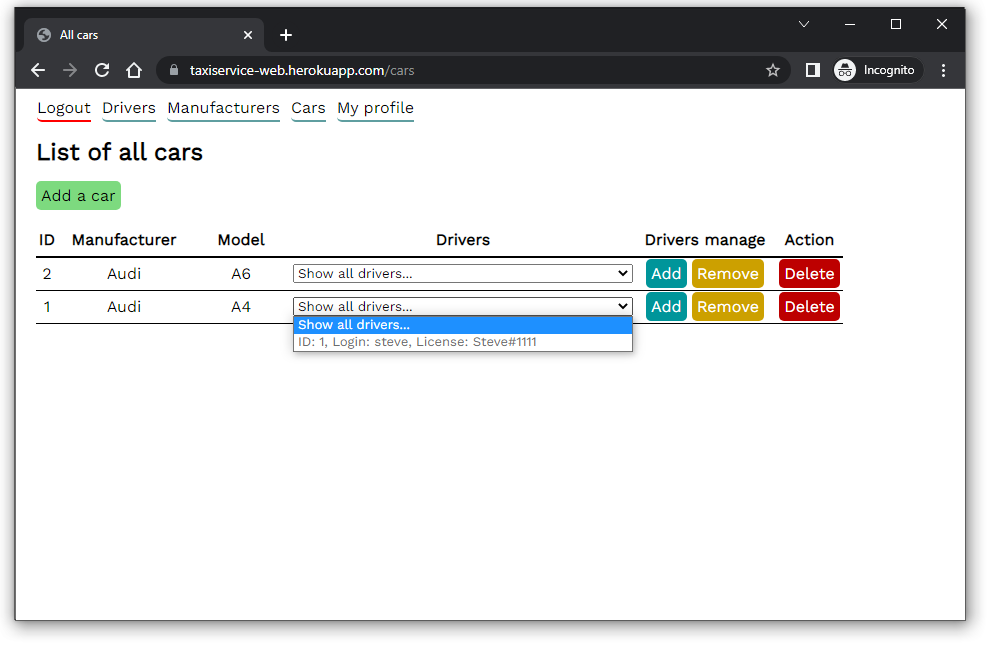 All cars
taxiservice-web.herokuapp.com/cars
Incognito
Logout Drivers Manufacturers Cars My profile
List of all cars
Add a car
ID Manufacturer Model Drivers Drivers manage Action
2 Audi A6 Show all drivers... Add Remove Delete
1 Audi A4 Show all drivers... Add Remove Delete
Show all drivers...
ID: 1, Login: steve, License: Steve#1111